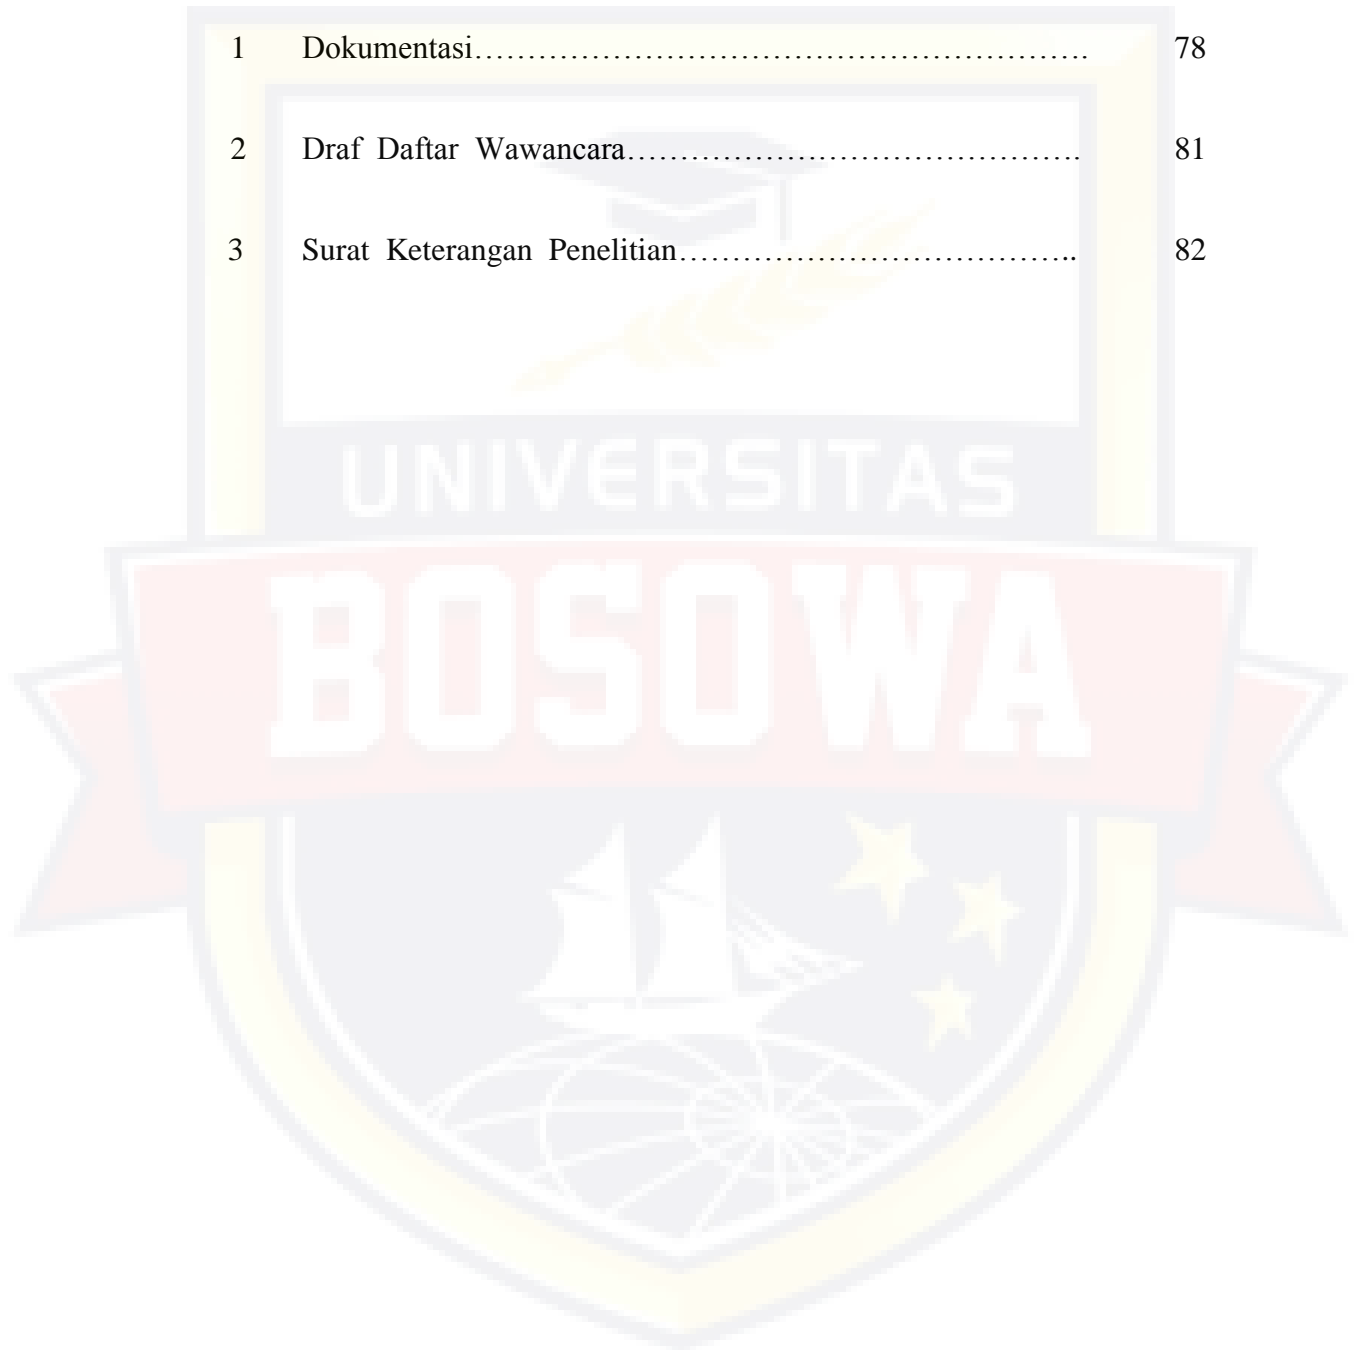 1 Dokumentasi…………………………………………………. 78
2 Draf Daftar Wawancara……………………………………. 81
3 Surat Keterangan Penelitian……………………………….. 82
UNIVERSITAS
BOSOWA